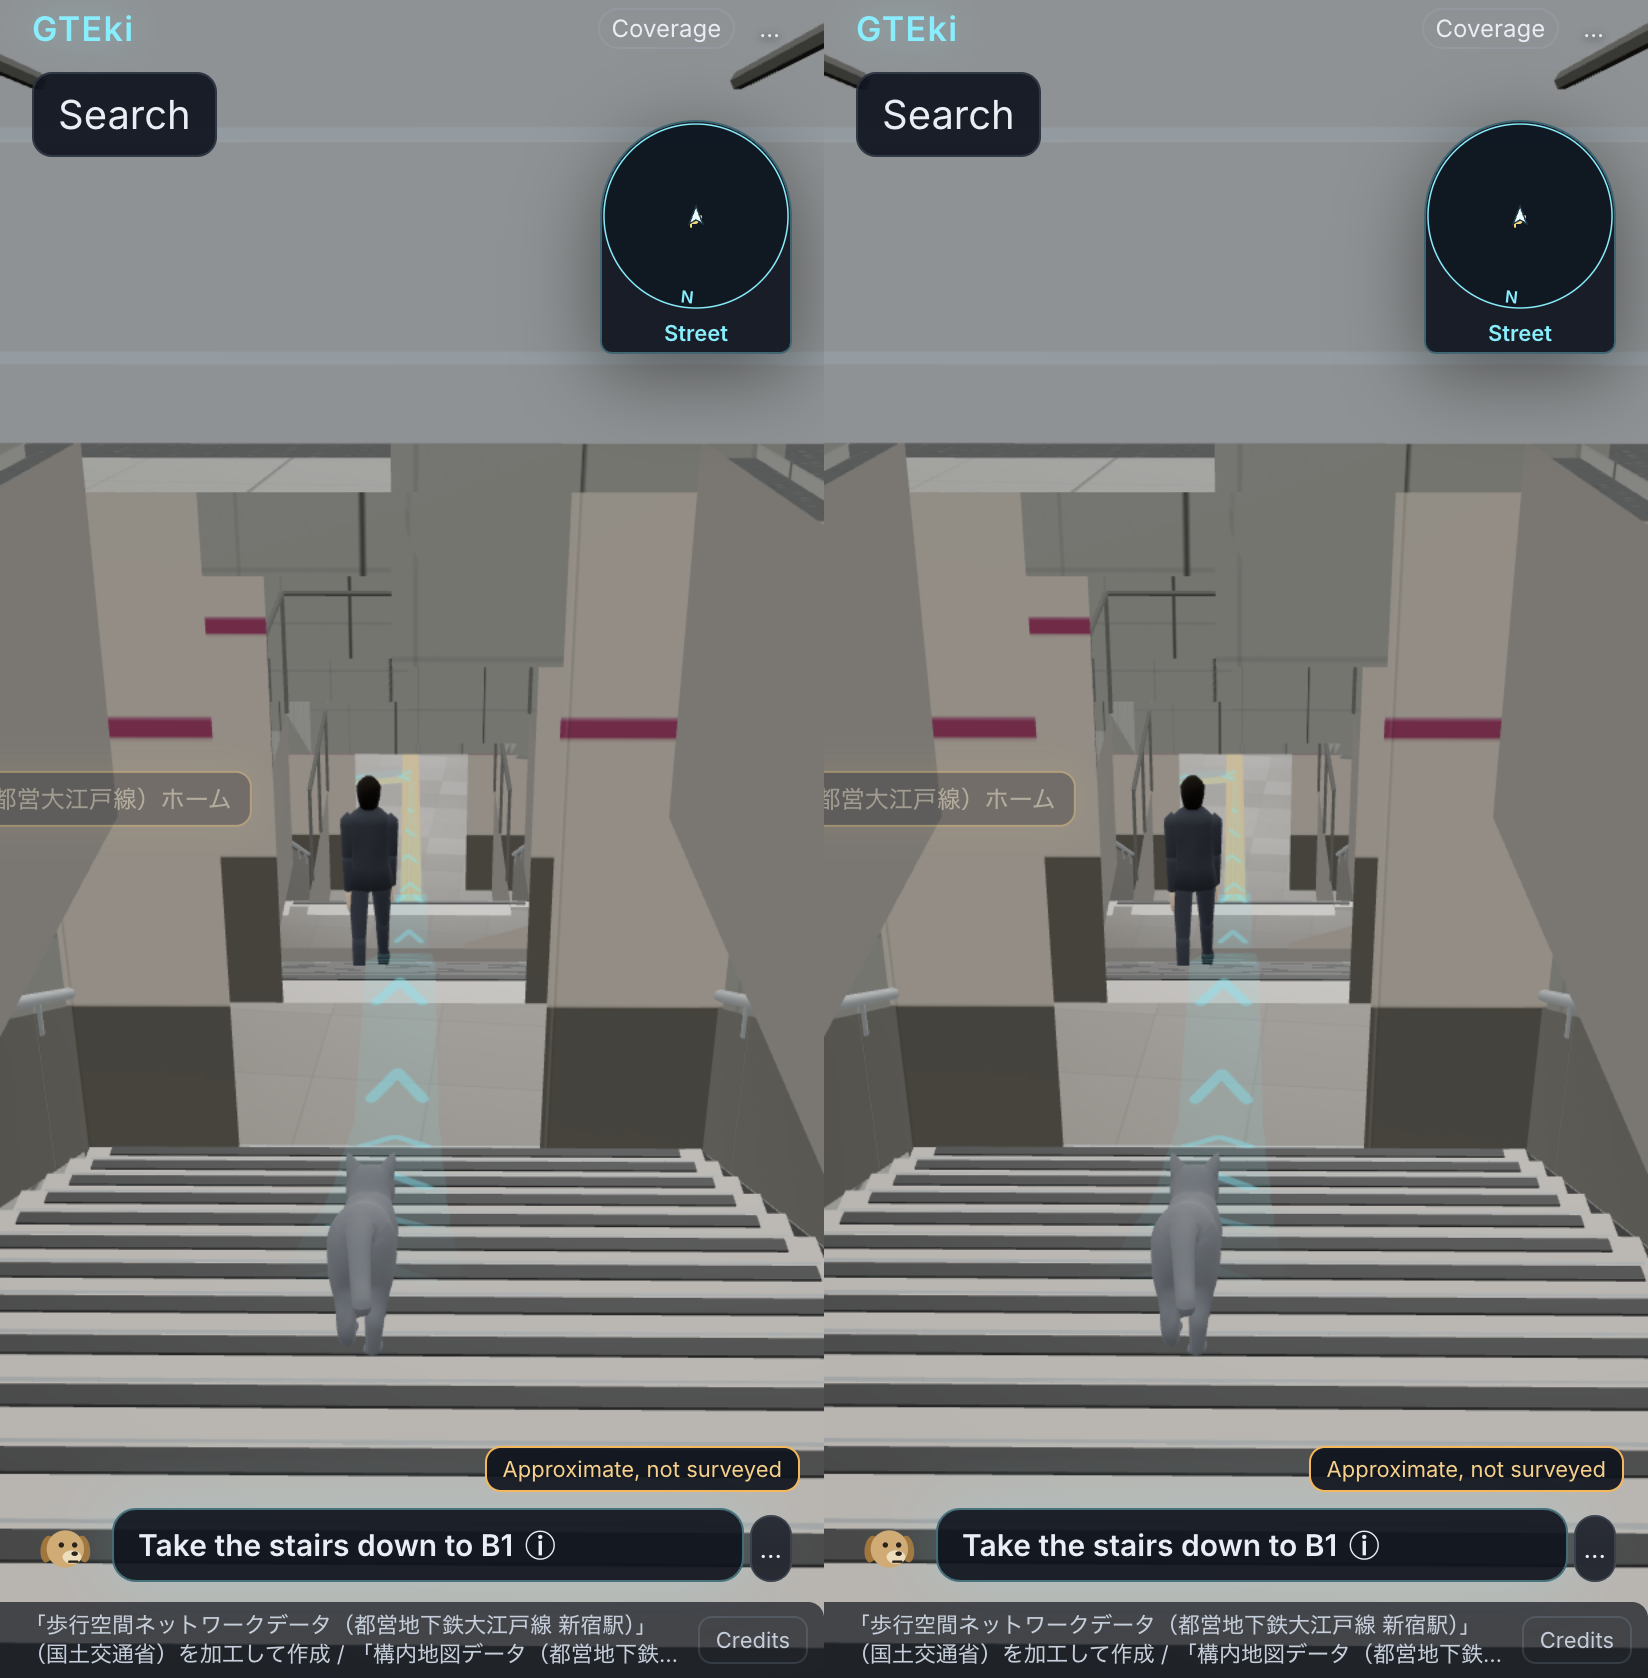 GTEki
Coverage
...
Search
N
Street
都営大江戸線）ホーム
Approximate, not surveyed
Take the stairs down to B1 ⓘ
...
「歩行空間ネットワークデータ（都営地下鉄大江戸線 新宿駅）」
（国土交通省）を加工して作成 / 「構内地図データ（都営地下鉄...
Credits
GTEki
Coverage
...
Search
N
Street
都営大江戸線）ホーム
Approximate, not surveyed
Take the stairs down to B1 ⓘ
...
「歩行空間ネットワークデータ（都営地下鉄大江戸線 新宿駅）」
（国土交通省）を加工して作成 / 「構内地図データ（都営地下鉄...
Credits